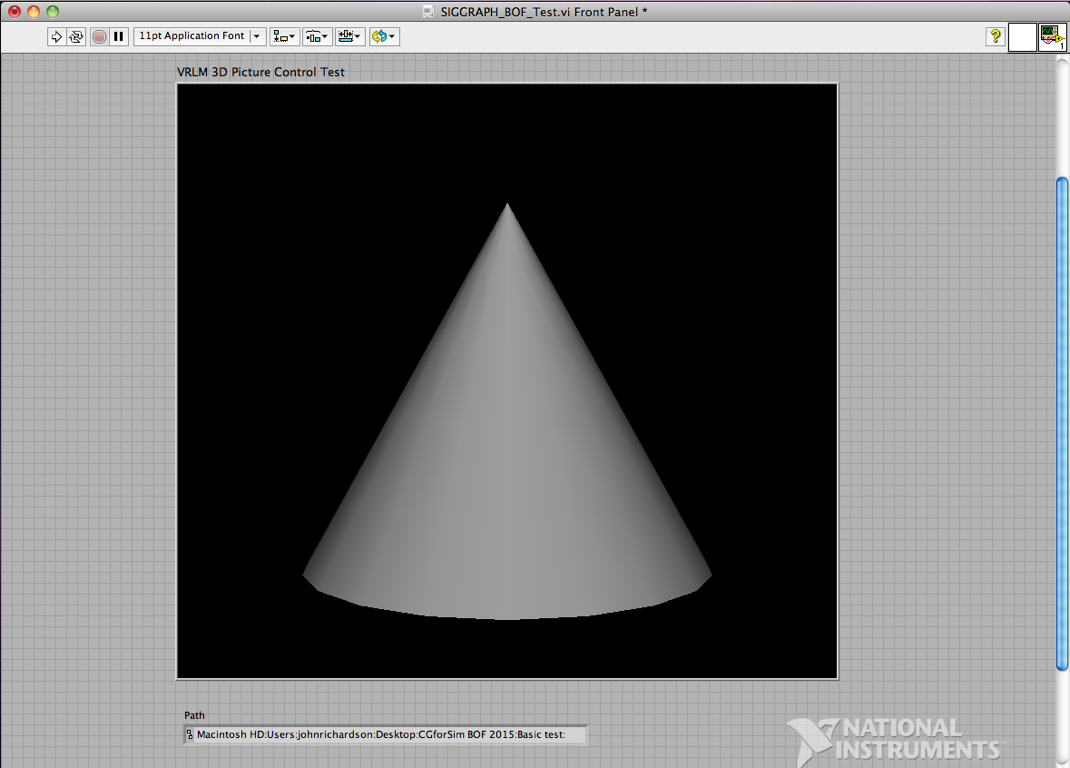 SIGGRAPH_BOF_Test.vi Front Panel *
11pt Application Font
?
1
VRLM 3D Picture Control Test
Path
Macintosh HD:Users:johnrichardson:Desktop:CGforSim BOF 2015:Basic test:
NATIONAL
INSTRUMENTS